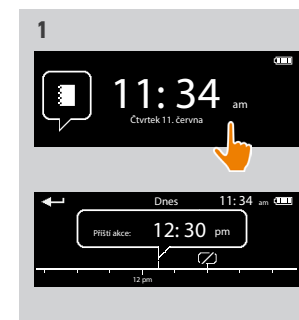 1
11: 34 am
Čtvrtek 11. června
Dnes 11: 34 am
Příští akce: 12: 30 pm
12 pm